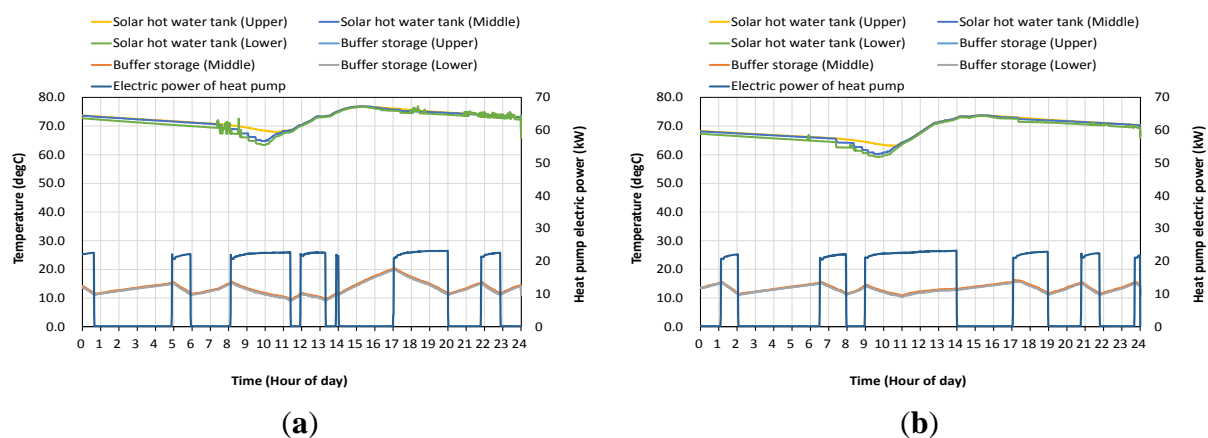 Solar hot water tank (Upper) Solar hot water tank (Middle)
Solar hot water tank (Lower) Buffer storage (Upper)
Buffer storage (Middle) Buffer storage (Lower)
Electric power of heat pump
80.0 70
70.0 60
60.0 50
50.0 40
40.0 30
30.0 20
20.0 10
10.0 0
0.0
Temperature (degC)
Heat pump electric power (kW)
0 1 2 3 4 5 6 7 8 9 10 11 12 13 14 15 16 17 18 19 20 21 22 23 24
Time (Hour of day)
(a)
Solar hot water tank (Upper) Solar hot water tank (Middle)
Solar hot water tank (Lower) Buffer storage (Upper)
Buffer storage (Middle) Buffer storage (Lower)
Electric power of heat pump
80.0 70
70.0 60
60.0 50
50.0 40
40.0 30
30.0 20
20.0 10
10.0 0
0.0
Temperature (degC)
Heat pump electric power (kW)
0 1 2 3 4 5 6 7 8 9 10 11 12 13 14 15 16 17 18 19 20 21 22 23 24
Time (Hour of day)
(b)